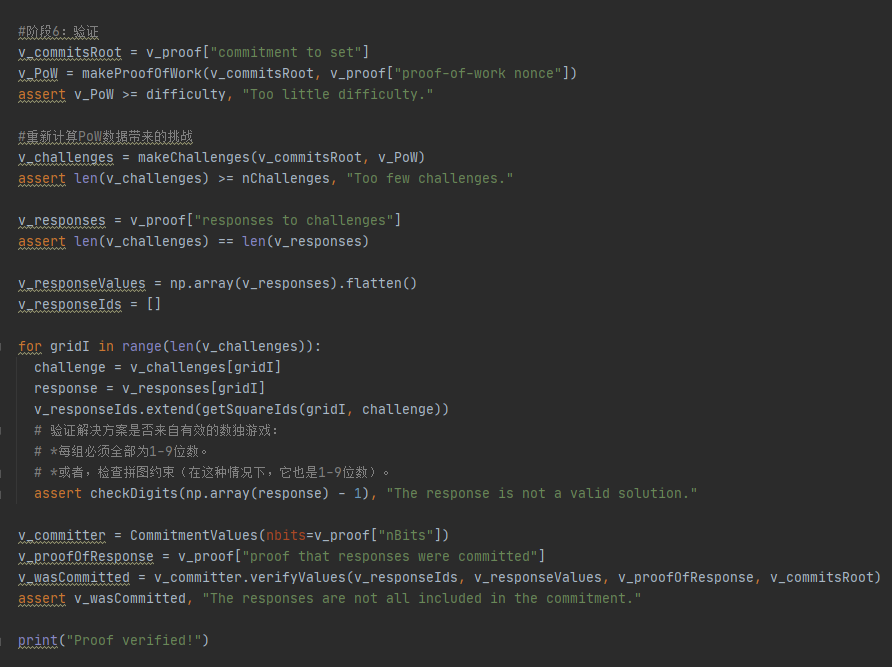 #阶段6：验证
v_commitsRoot = v_proof["commitment to set"]
v_PoW = makeProofOfWork(v_commitsRoot, v_proof["proof-of-work nonce"])
assert v_PoW >= difficulty, "Too little difficulty."
#重新计算PoW数据带来的挑战
v_challenges = makeChallenges(v_commitsRoot, v_PoW)
assert len(v_challenges) >= nChallenges, "Too few challenges."
v_responses = v_proof["responses to challenges"]
assert len(v_challenges) == len(v_responses)
v_responseValues = np.array(v_responses).flatten()
v_responseIds = []
for gridI in range(len(v_challenges)):
  challenge = v_challenges[gridI]
  response = v_responses[gridI]
  v_responseIds.extend(getSquareIds(gridI, challenge))
  # 验证解决方案是否来自有效的数独游戏：
  # *每组必须全部为1-9位数。
  # *或者，检查拼图约束（在这种情况下，它也是1-9位数）。
  assert checkDigits(np.array(response) - 1), "The response is not a valid solution."
v_committer = CommitmentValues(nbits=v_proof["nBits"])
v_proofOfResponse = v_proof["proof that responses were committed"]
v_wasCommitted = v_committer.verifyValues(v_responseIds, v_responseValues, v_proofOfResponse, v_commitsRoot)
assert v_wasCommitted, "The responses are not all included in the commitment."
print("Proof verified!")